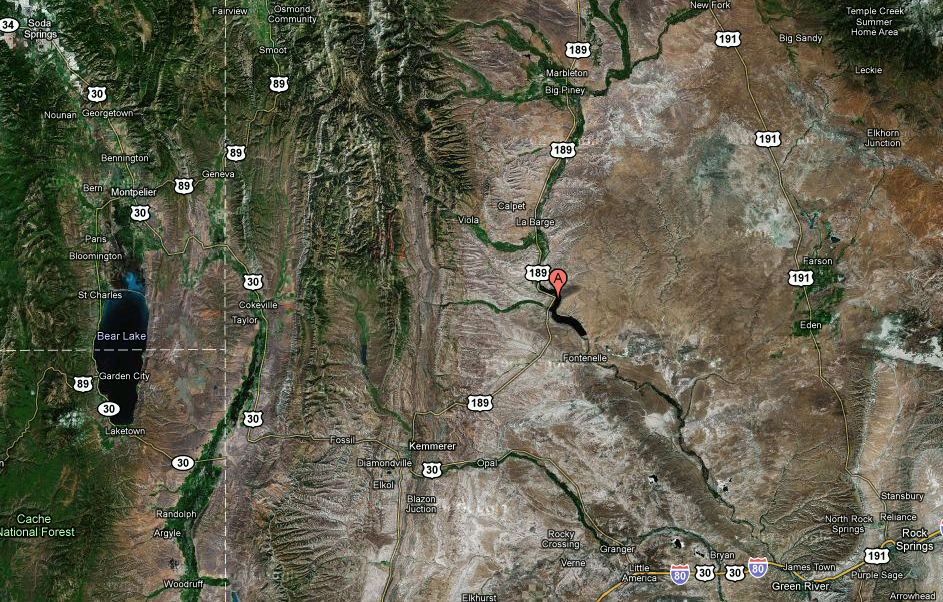 Fairview
Osmond
Community
New Fork
Temple Creek
Summer
Home Area
34
Soda
Springs
Smoot
189
191
Big Sandy
Marbleton
Leckie
89
30
Big Piney
Nounan
Georgetown
191
Elkhorn
Junction
89
189
Bennington
Geneva
Bern
Montpelier
89
30
Calpet
Viola
La Barge
Paris
Bloomington
Farson
189
A
191
30
St Charles
Cokeville
Taylor
Eden
Bear Lake
Fontenelle
89
Garden City
30
189
30
Laketown
Fossil
Kemmerer
30
Diamondville
30
Opal
Elkol
Blazon
Juction
Stansbury
Randolph
Argyle
Cache
National Forest
North Rock
Springs
Reliance
Rocky
Crossing
Verne
Granger
Rock
Springs
Bryan
191
Little
America
80
30
30
80
James Town
Purple Sage
Woodruff
Green River
Elkhurst
Arrowhead